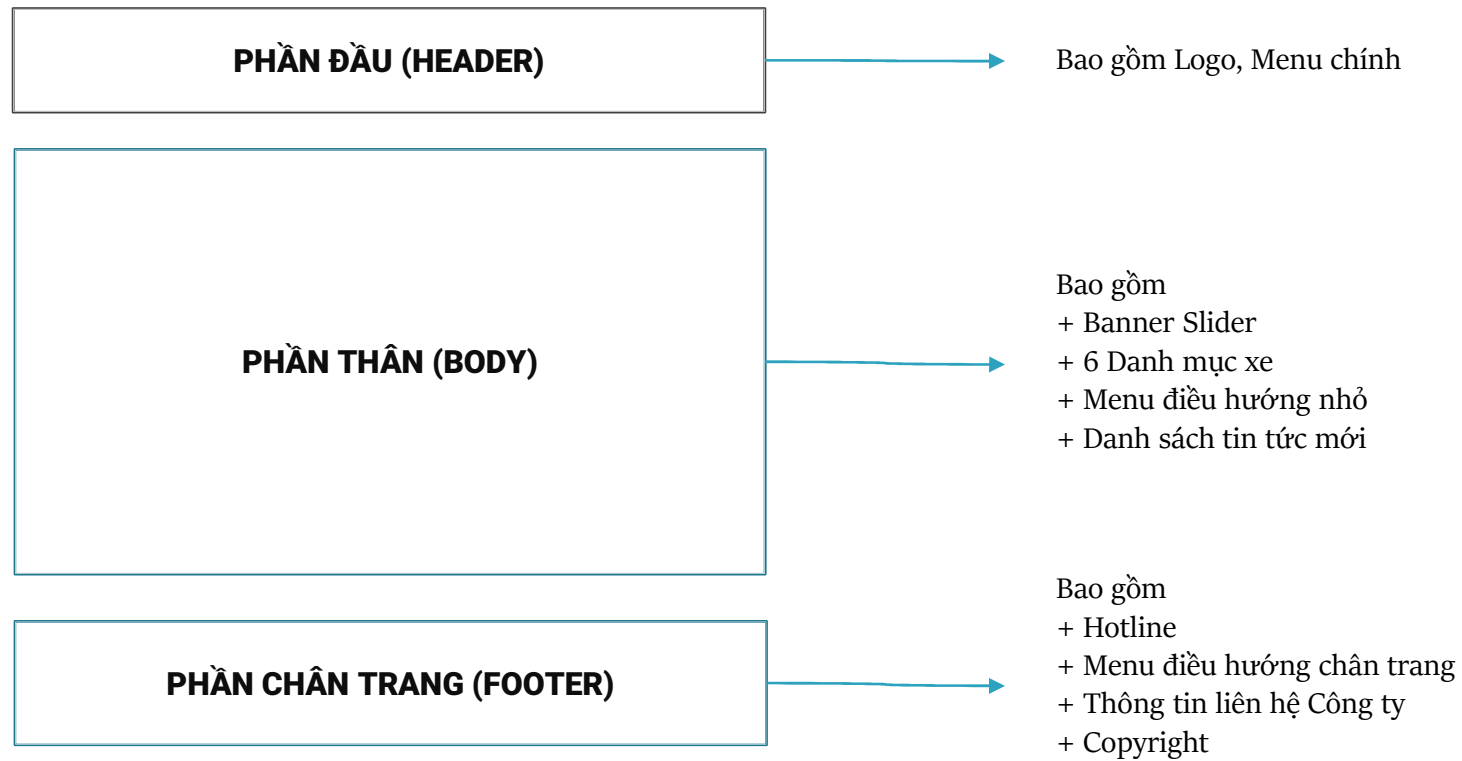 PHẦN ĐẦU (HEADER)
Bao gồm Logo, Menu chính
PHẦN THÂN (BODY)
Bao gồm
+ Banner Slider
+ 6 Danh mục xe
+ Menu điều hướng nhỏ
+ Danh sách tin tức mới
PHẦN CHÂN TRANG (FOOTER)
Bao gồm
+ Hotline
+ Menu điều hướng chân trang
+ Thông tin liên hệ Công ty
+ Copyright